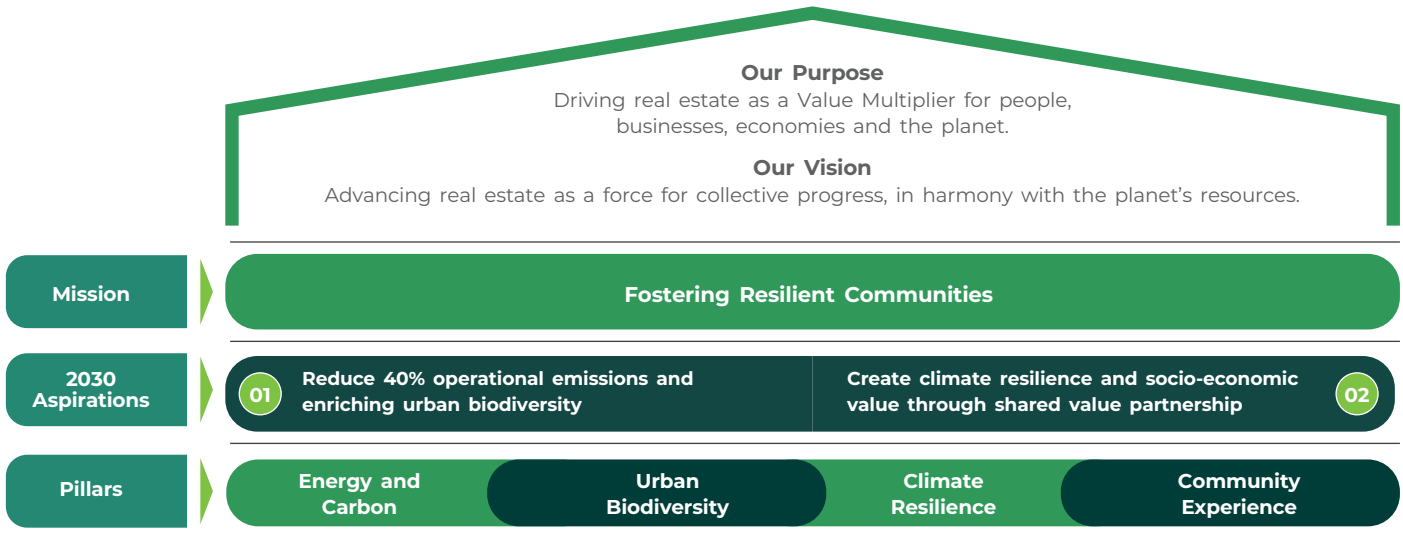 Our Purpose
Driving real estate as a Value Multiplier for people,
businesses, economies and the planet.
Our Vision
Advancing real estate as a force for collective progress, in harmony with the planet’s resources.
Mission
Fostering Resilient Communities
2030
Aspirations
01
Reduce 40% operational emissions and
enriching urban biodiversity
Create climate resilience and socio-economic
value through shared value partnership
02
Pillars
Energy and
Carbon
Urban
Biodiversity
Climate
Resilience
Community
Experience